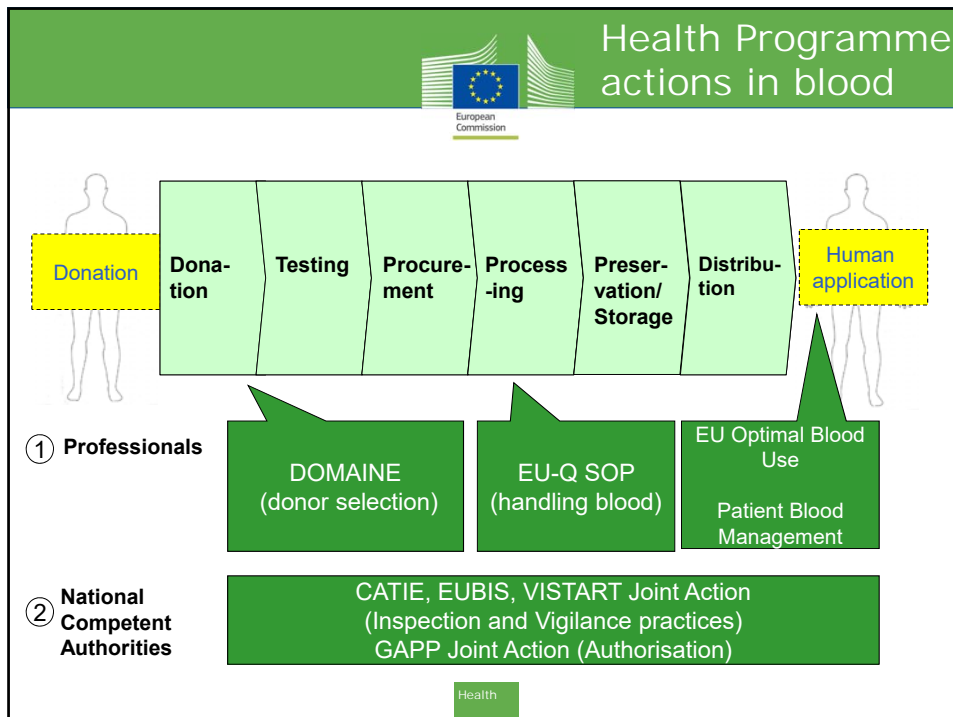 Health Programme
actions in blood
European
Commission
Donation
Dona-
tion
Testing
Procure-
ment
Process
-ing
Preser-
vation/
Storage
Distribu-
tion
Human
application
1 Professionals
DOMAINE
(donor selection)
EU-Q SOP
(handling blood)
EU Optimal Blood
Use
Patient Blood
Management
2 National
Competent
Authorities
CATIE, EUBIS, VISTART Joint Action
(Inspection and Vigilance practices)
GAPP Joint Action (Authorisation)
Health